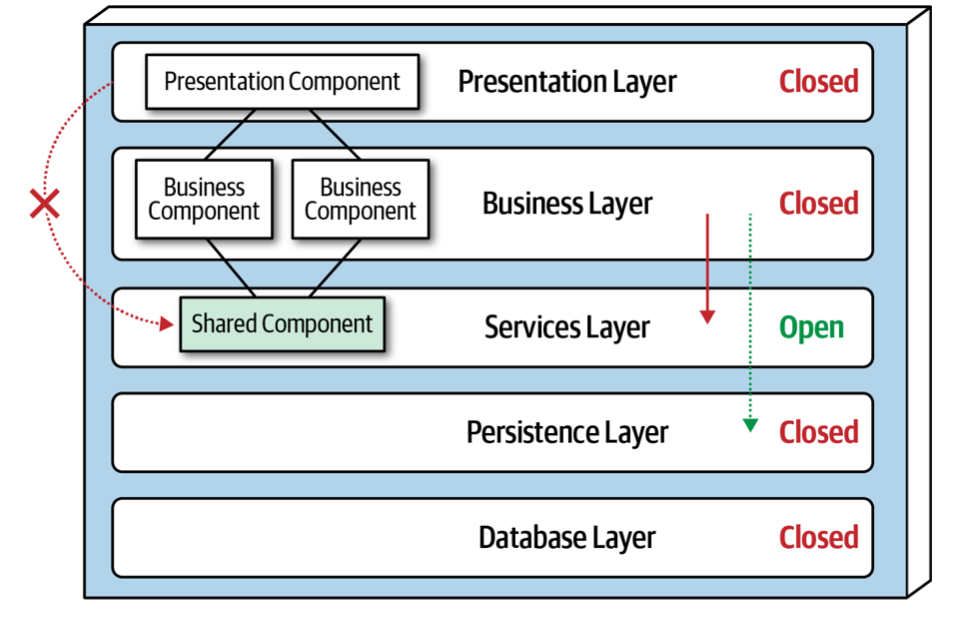 Presentation Component
Presentation Layer
Closed
Business
Component
Business
Component
Business Layer
Closed
Shared Component
Services Layer
Open
Persistence Layer
Closed
Database Layer
Closed